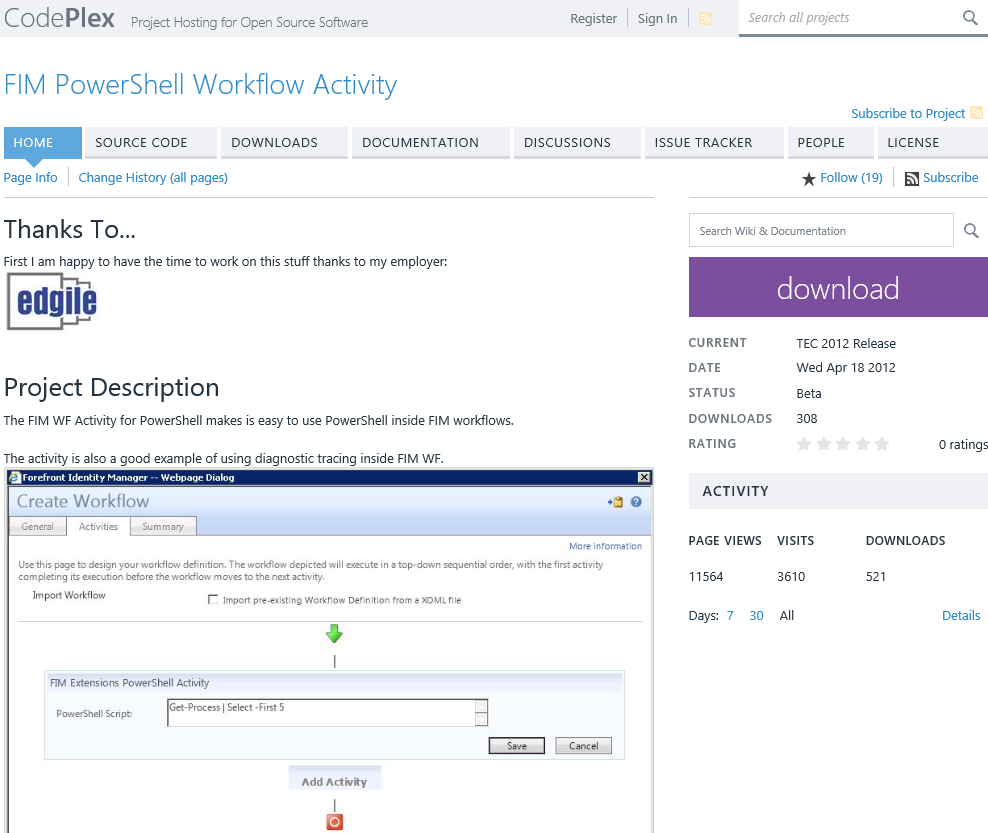 CodePlex Project Hosting for Open Source Software
Register Sign In
Search all projects
FIM PowerShell Workflow Activity
Subscribe to Project
HOME SOURCE CODE DOWNLOADS DOCUMENTATION DISCUSSIONS ISSUE TRACKER PEOPLE LICENSE
Page Info Change History (all pages)
Follow (19) Subscribe
Thanks To...
First I am happy to have the time to work on this stuff thanks to my employer:
edgile
Project Description
The FIM WF Activity for PowerShell makes is easy to use PowerShell inside FIM workflows.
The activity is also a good example of using diagnostic tracing inside FIM WF.
Forefront Identity Manager -- Webpage Dialog
Create Workflow
General Activities Summary
More information
Use this page to design your workflow definition. The workflow depicted will execute in a top-down sequential order, with the first activity
completing its execution before the workflow moves to the next activity.
Import Workflow
Import pre-existing Workflow Definition from a XOML file
FIM Extensions PowerShell Activity
PowerShell Script:
Get-Process | Select -First 5
Save Cancel
Add Activity
Search Wiki & Documentation
download
CURRENT TEC 2012 Release
DATE Wed Apr 18 2012
STATUS Beta
DOWNLOADS 308
RATING 0 ratings
ACTIVITY
PAGE VIEWS VISITS DOWNLOADS
11564 3610 521
Days: 7 30 All Details